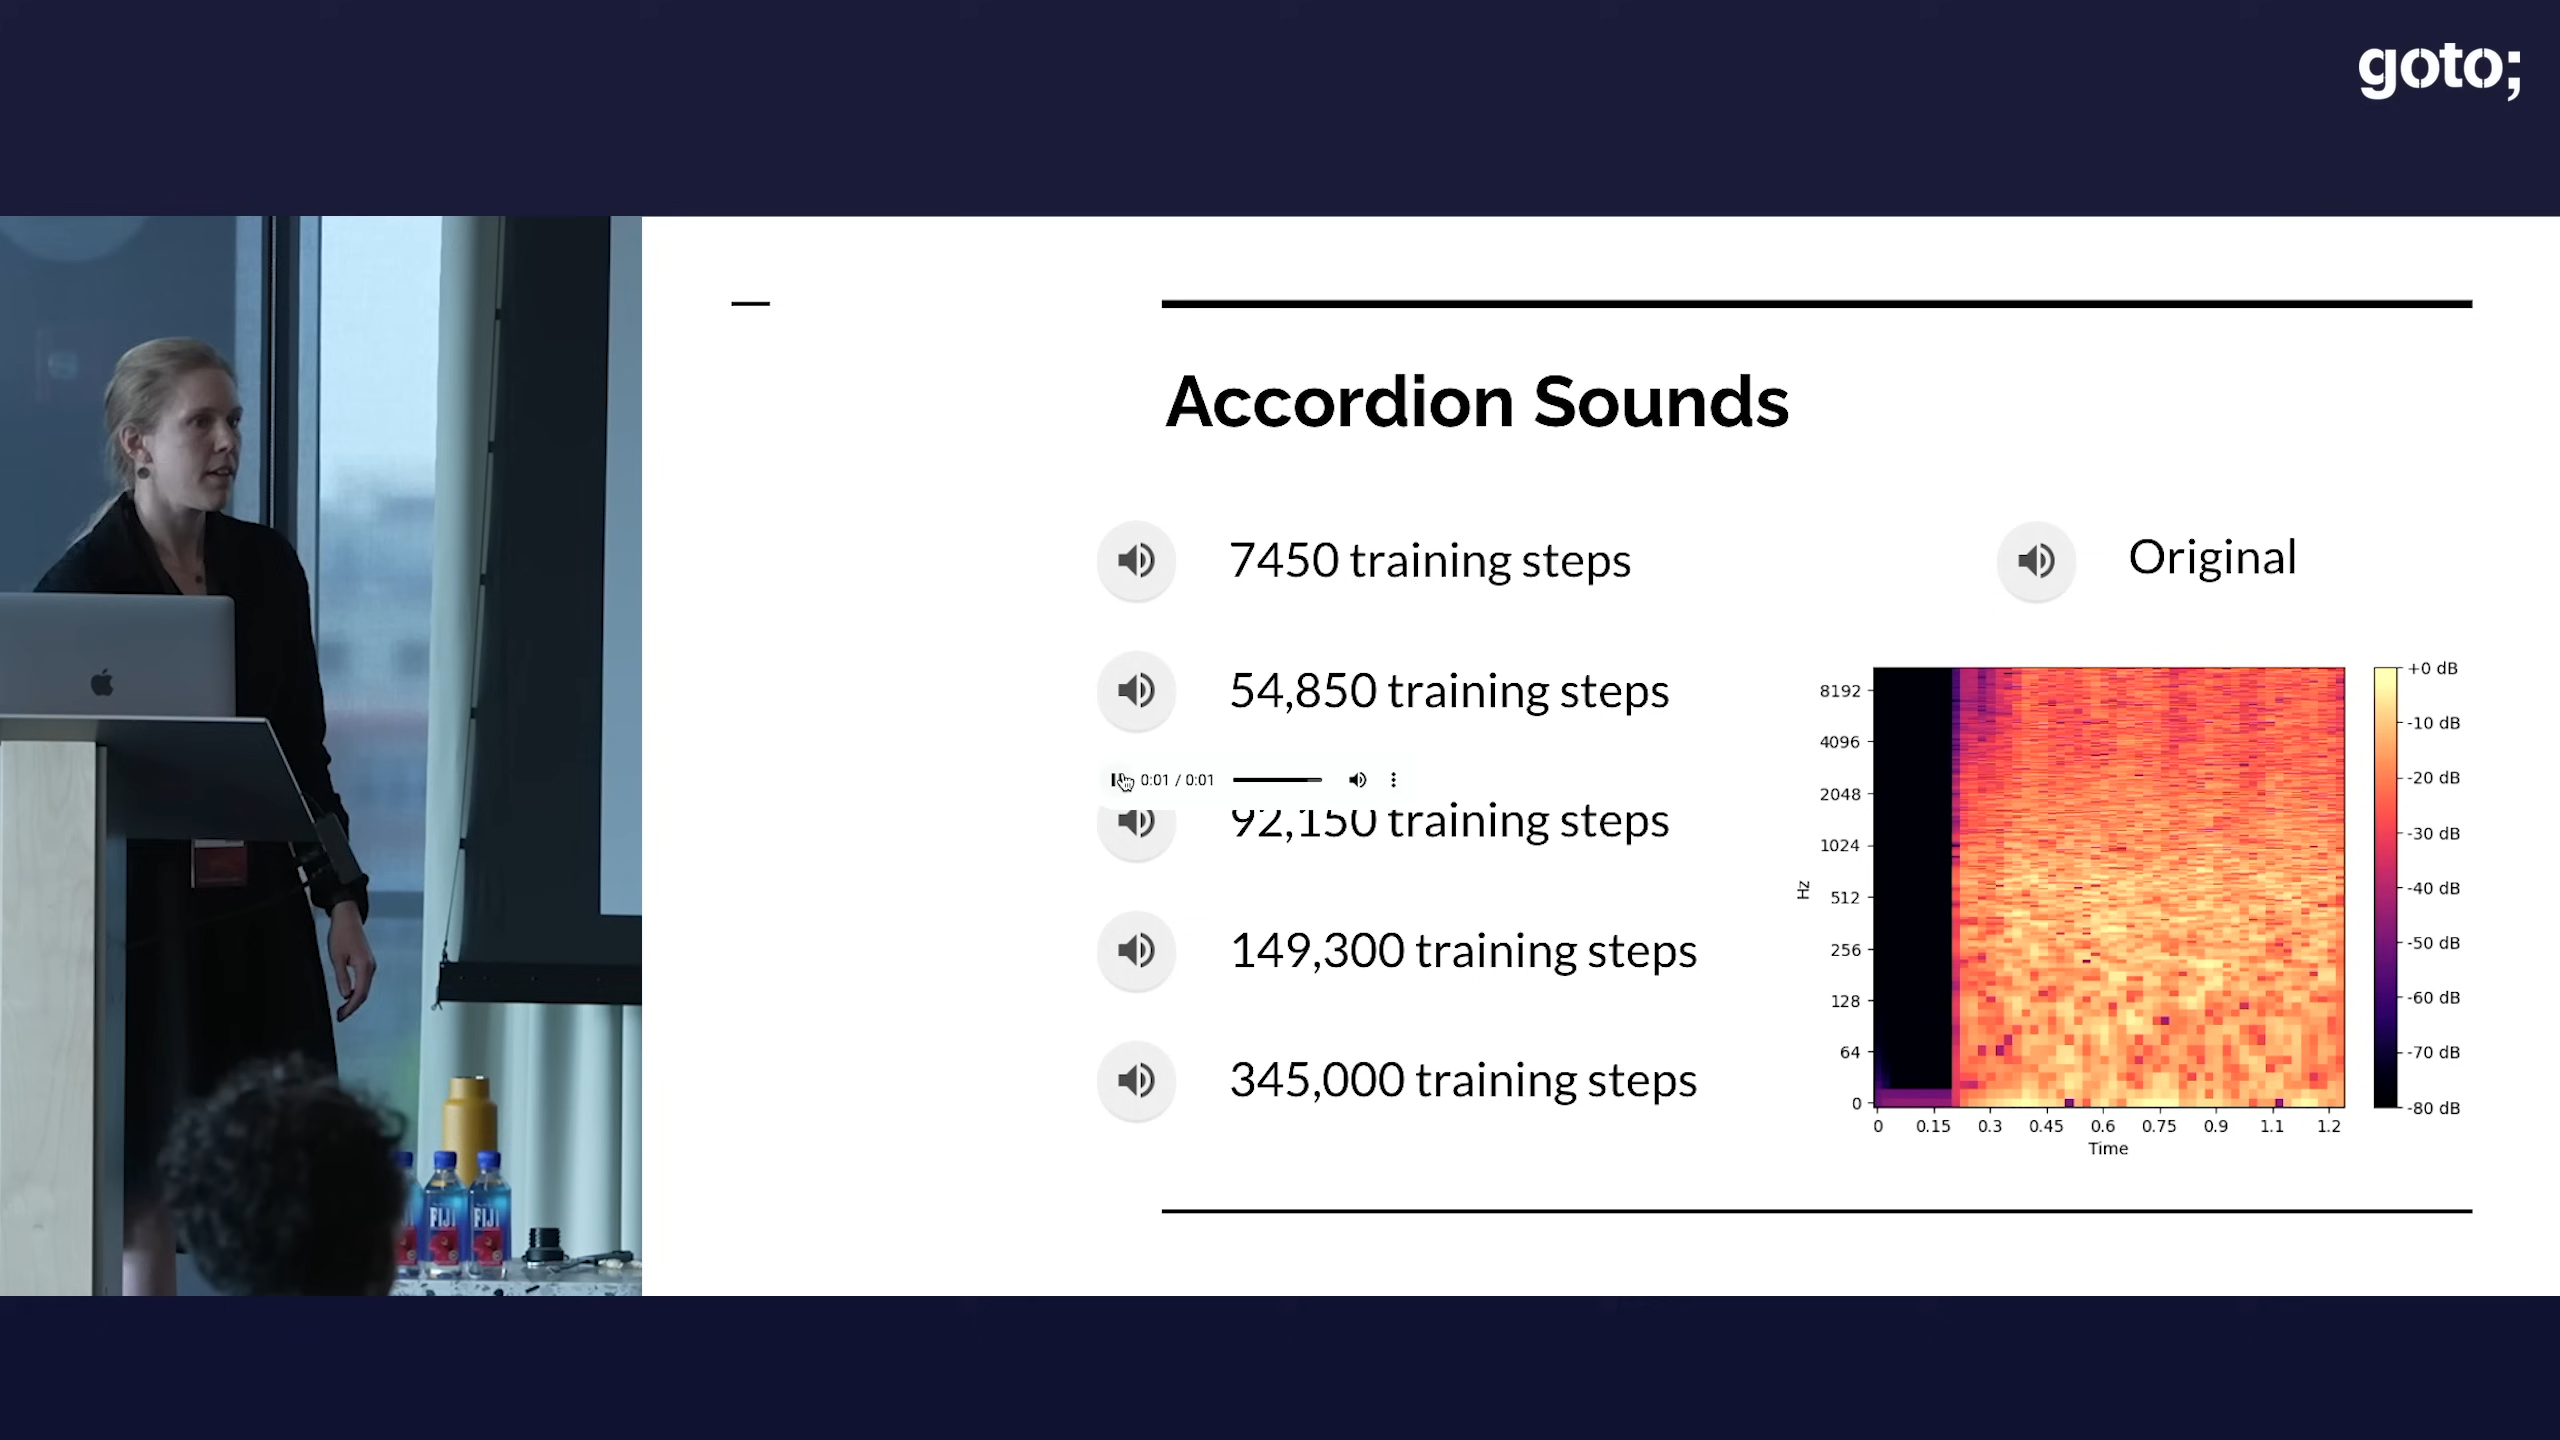 goto;
Accordion Sounds
7450 training steps
Original
54,850 training steps
0:01 / 0:01
92,150 training steps
149,300 training steps
345,000 training steps
8192
4096
2048
1024
512
256
128
64
0
Hz
0 0.15 0.3 0.45 0.6 0.75 0.9 1.1 1.2
Time
+0 dB
-10 dB
-20 dB
-30 dB
-40 dB
-50 dB
-60 dB
-70 dB
-80 dB
FIJI
FIJI